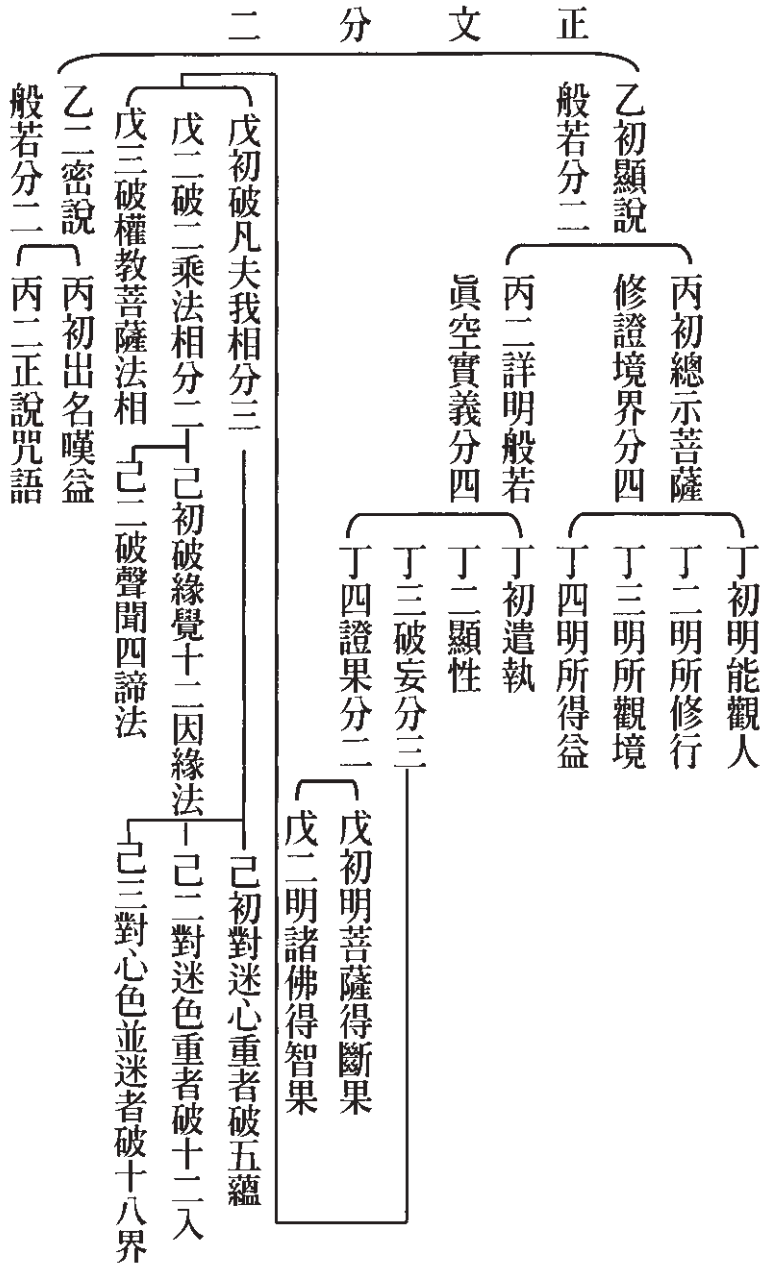 正文分二
乙初顯說
般若分二
丙初總示菩薩
修證境界分四
丁初明能觀人
丁二明所修行
丁三明所觀境
丁四明所得益
丙二詳明般若
眞空實義分四
丁初遣執
丁二顯性
丁三破妄分三
丁四證果分二
戊初明菩薩得斷果
戊二明諸佛得智果
戊初破凡夫我相分三
己初對迷心重者破五蘊
己二對迷色重者破十二入
己三對心色並迷者破十八界
戊二破二乘法相分二
己初破緣覺十二因緣法
己二破聲聞四諦法
戊三破權教菩薩法相
乙二密說
般若分二
丙初出名嘆益
丙二正說咒語